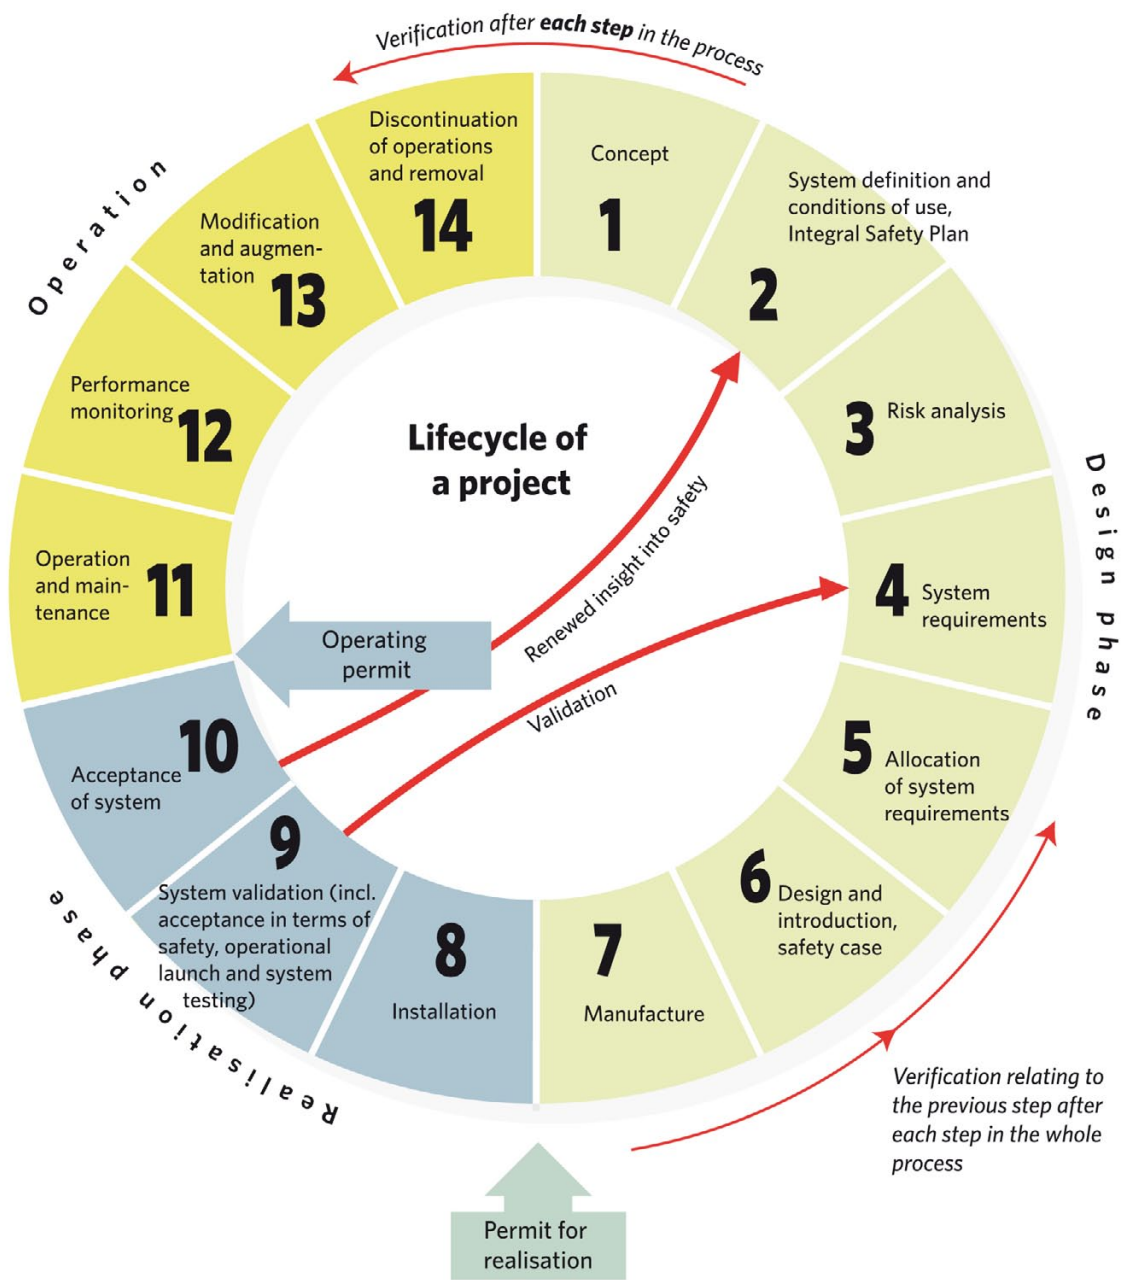 Verification after each step in the process
Lifecycle of
a project
Concept
1
System definition and
conditions of use,
Integral Safety Plan
2
3
Risk analysis
4
System
requirements
5
Allocation
of system
requirements
6
Design and
introduction,
safety case
7
Manufacture
8
Installation
9
System validation (incl.
acceptance in terms of
safety, operational
launch and system
testing)
10
Acceptance
of system
11
Operation
and main-
tenance
12
Performance
monitoring
13
Modification
and augmen-
tation
14
Discontinuation
of operations
and removal
Design phase
Realisation phase
Operation
Renewed insight into safety
Validation
Operating
permit
Verification relating to
the previous step after
each step in the whole
process
Permit for
realisation